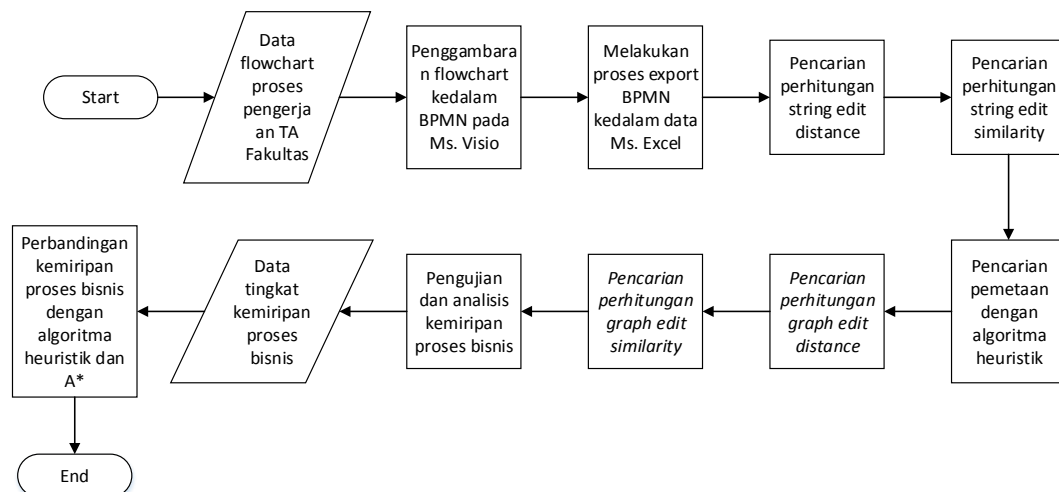 Start
Data
flowchart
proses
pengerja
an TA
Fakultas
Penggambara
n flowchart
kedalam
BPMN pada
Ms. Visio
Melakukan
proses export
BPMN
kedalam data
Ms. Excel
Pencarian
perhitungan
string edit
distance
Pencarian
perhitungan
string edit
similarity
Pencarian
pemetaan
dengan
algoritma
heuristik
Pencarian
perhitungan
graph edit
distance
Pencarian
perhitungan
graph edit
similarity
Pengujian
dan analisis
kemiripan
proses bisnis
Data
tingkat
kemiripan
proses
bisnis
Perbandingan
kemiripan
proses bisnis
dengan
algoritma
heuristik dan
A*
End